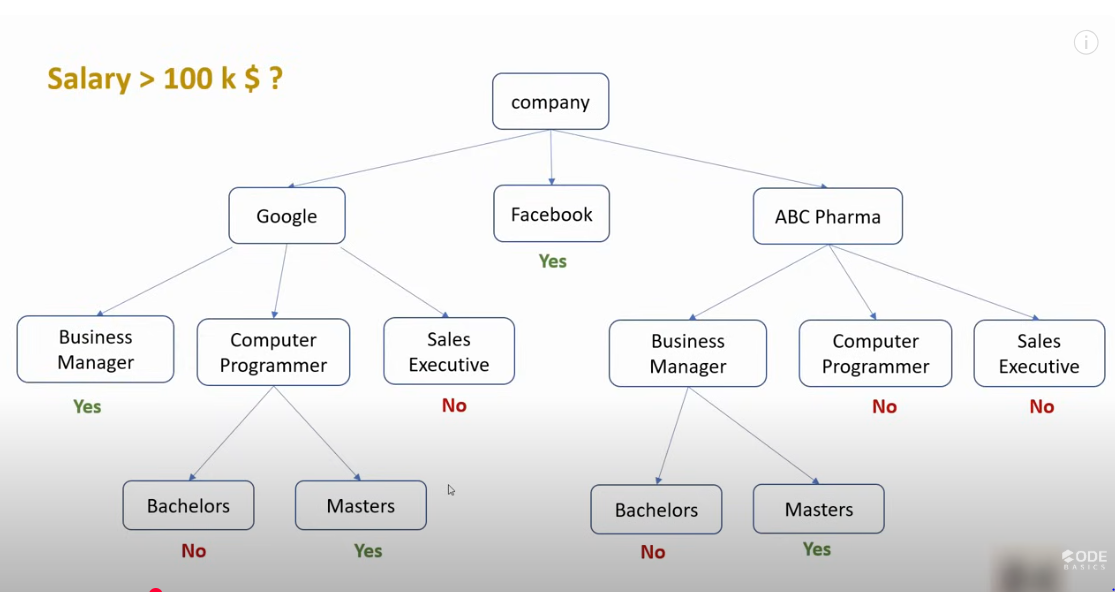 Salary > 100 k $ ?
company
Google
Facebook
ABC Pharma
Yes
Business
Manager
Computer
Programmer
Sales
Executive
Business
Manager
Computer
Programmer
Sales
Executive
Yes
No
No
No
Bachelors
Masters
Bachelors
Masters
No
Yes
No
Yes
CODE
BASICS